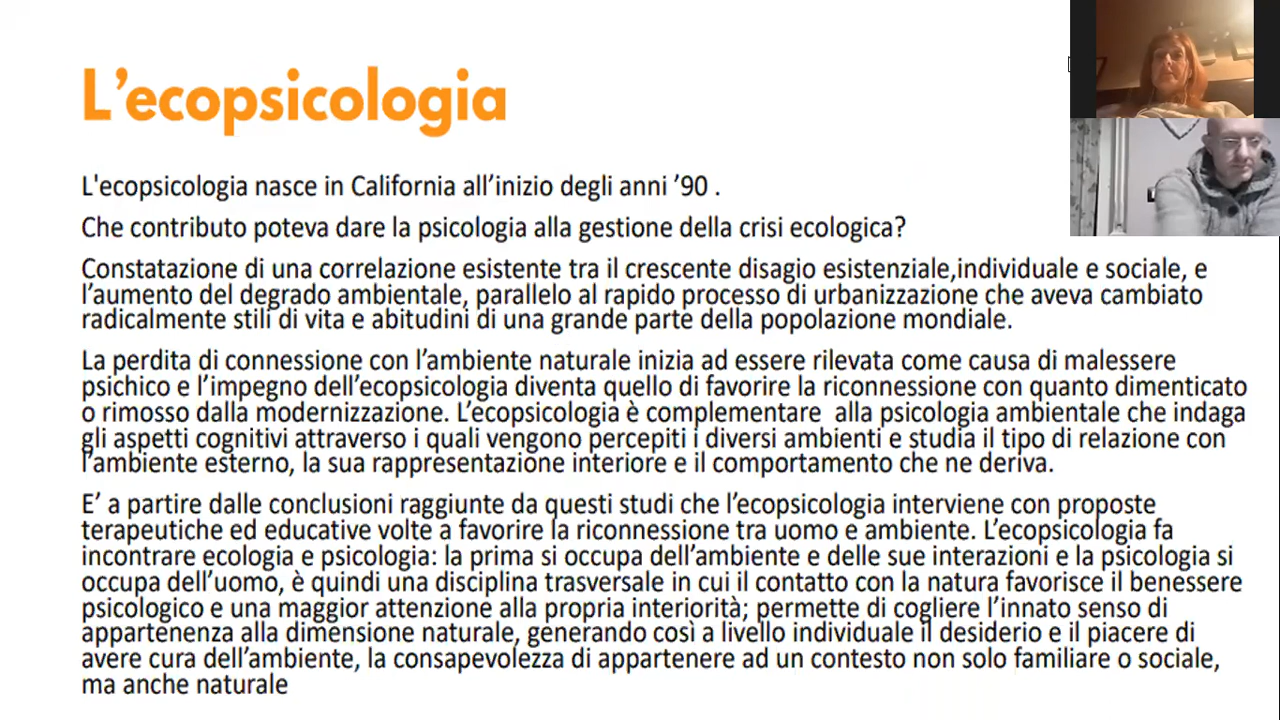 L’ecopsicologia
L'ecopsicologia nasce in California all’inizio degli anni ’90 .
Che contributo poteva dare la psicologia alla gestione della crisi ecologica?
Constatazione di una correlazione esistente tra il crescente disagio esistenziale,individuale e sociale, e
l’aumento del degrado ambientale, parallelo al rapido processo di urbanizzazione che aveva cambiato
radicalmente stili di vita e abitudini di una grande parte della popolazione mondiale.
La perdita di connessione con l’ambiente naturale inizia ad essere rilevata come causa di malessere
psichico e l’impegno dell’ecopsicologia diventa quello di favorire la riconnessione con quanto dimenticato
o rimosso dalla modernizzazione. L’ecopsicologia è complementare  alla psicologia ambientale che indaga
gli aspetti cognitivi attraverso i quali vengono percepiti i diversi ambienti e studia il tipo di relazione con
l’ambiente esterno, la sua rappresentazione interiore e il comportamento che ne deriva.
E’ a partire dalle conclusioni raggiunte da questi studi che l’ecopsicologia interviene con proposte
terapeutiche ed educative volte a favorire la riconnessione tra uomo e ambiente. L’ecopsicologia fa
incontrare ecologia e psicologia: la prima si occupa dell’ambiente e delle sue interazioni e la psicologia si
occupa dell’uomo, è quindi una disciplina trasversale in cui il contatto con la natura favorisce il benessere
psicologico e una maggior attenzione alla propria interiorità; permette di cogliere l’innato senso di
appartenenza alla dimensione naturale, generando così a livello individuale il desiderio e il piacere di
avere cura dell’ambiente, la consapevolezza di appartenere ad un contesto non solo familiare o sociale,
ma anche naturale